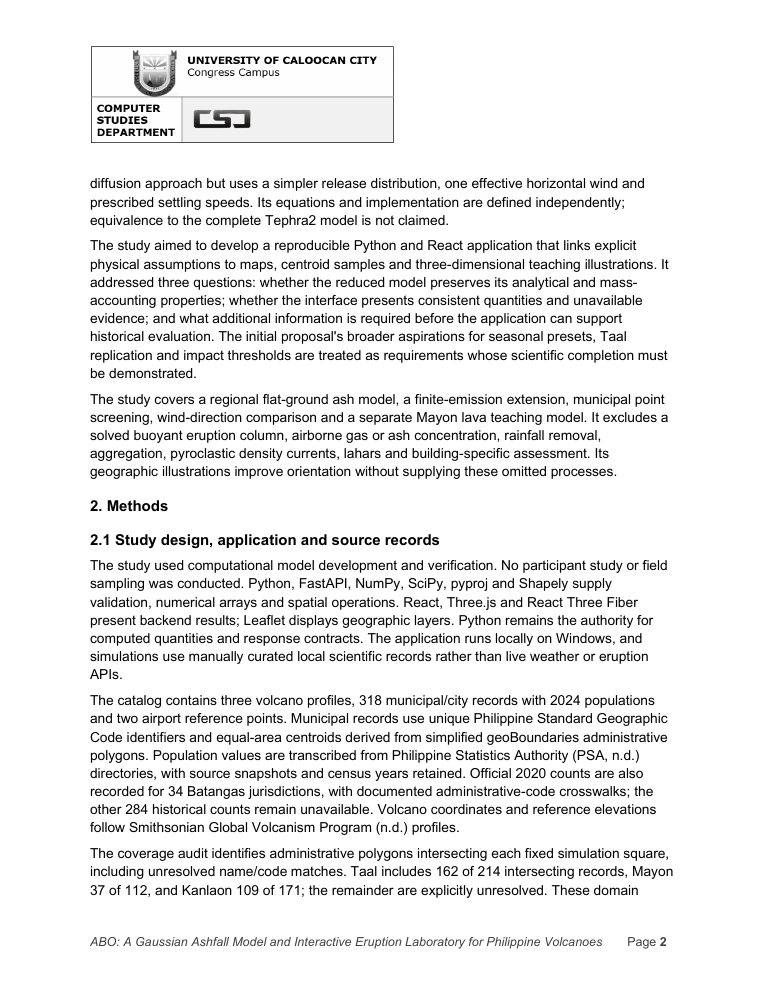 UNIVERSITY OF CALOOCAN CITY
Congress Campus
COMPUTER
STUDIES
DEPARTMENT
CSD
diffusion approach but uses a simpler release distribution, one effective horizontal wind and
prescribed settling speeds. Its equations and implementation are defined independently;
equivalence to the complete Tephra2 model is not claimed.
The study aimed to develop a reproducible Python and React application that links explicit
physical assumptions to maps, centroid samples and three-dimensional teaching illustrations. It
addressed three questions: whether the reduced model preserves its analytical and mass-
accounting properties; whether the interface presents consistent quantities and unavailable
evidence; and what additional information is required before the application can support
historical evaluation. The initial proposal's broader aspirations for seasonal presets, Taal
replication and impact thresholds are treated as requirements whose scientific completion must
be demonstrated.
The study covers a regional flat-ground ash model, a finite-emission extension, municipal point
screening, wind-direction comparison and a separate Mayon lava teaching model. It excludes a
solved buoyant eruption column, airborne gas or ash concentration, rainfall removal,
aggregation, pyroclastic density currents, lahars and building-specific assessment. Its
geographic illustrations improve orientation without supplying these omitted processes.
2. Methods
2.1 Study design, application and source records
The study used computational model development and verification. No participant study or field
sampling was conducted. Python, FastAPI, NumPy, SciPy, pyproj and Shapely supply
validation, numerical arrays and spatial operations. React, Three.js and React Three Fiber
present backend results; Leaflet displays geographic layers. Python remains the authority for
computed quantities and response contracts. The application runs locally on Windows, and
simulations use manually curated local scientific records rather than live weather or eruption
APIs.
The catalog contains three volcano profiles, 318 municipal/city records with 2024 populations
and two airport reference points. Municipal records use unique Philippine Standard Geographic
Code identifiers and equal-area centroids derived from simplified geoBoundaries administrative
polygons. Population values are transcribed from Philippine Statistics Authority (PSA, n.d.)
directories, with source snapshots and census years retained. Official 2020 counts are also
recorded for 34 Batangas jurisdictions, with documented administrative-code crosswalks; the
other 284 historical counts remain unavailable. Volcano coordinates and reference elevations
follow Smithsonian Global Volcanism Program (n.d.) profiles.
The coverage audit identifies administrative polygons intersecting each fixed simulation square,
including unresolved name/code matches. Taal includes 162 of 214 intersecting records, Mayon
37 of 112, and Kanlaon 109 of 171; the remainder are explicitly unresolved. These domain
ABO: A Gaussian Ashfall Model and Interactive Eruption Laboratory for Philippine Volcanoes Page 2